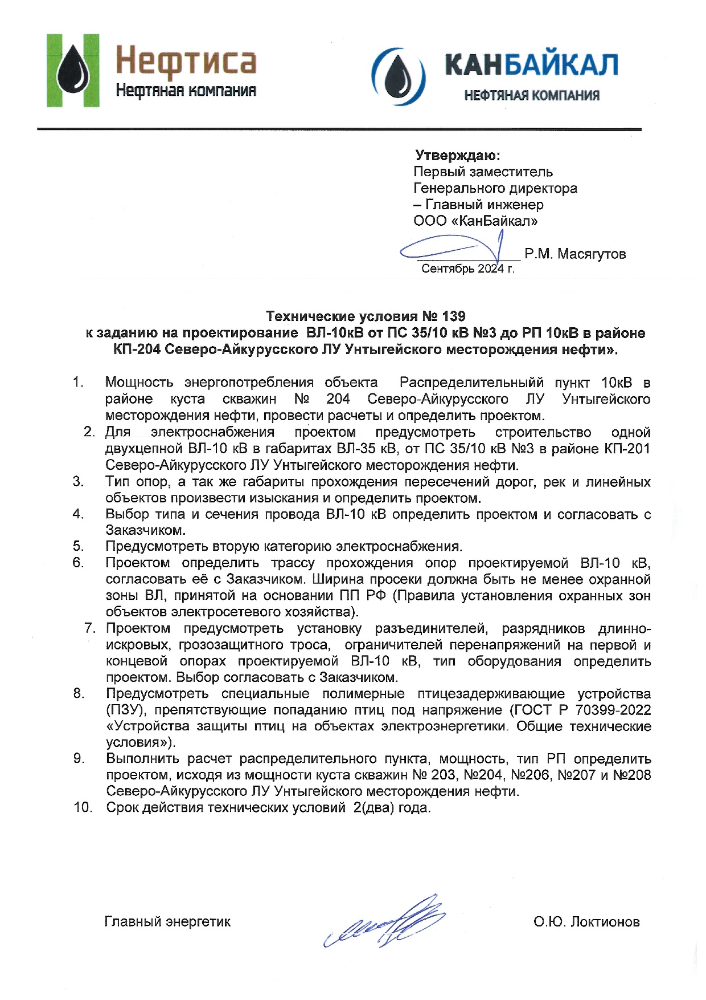 Нефтиса
Нефтяная компания
КАНБАЙКАЛ
НЕФТЯНАЯ КОМПАНИЯ
Утверждаю:
Первый заместитель
Генерального директора
– Главный инженер
ООО «КанБайкал»
_____________ Р.М. Масягутов
Сентябрь 2024 г.
Технические условия № 139
к заданию на проектирование ВЛ-10кВ от ПС 35/10 кВ №3 до РП 10кВ в районе
КП-204 Северо-Айкурусского ЛУ Унтыгейского месторождения нефти».
1. Мощность энергопотребления объекта Распределительныйй пункт 10кВ в
районе куста скважин № 204 Северо-Айкурусского ЛУ Унтыгейского
месторождения нефти, провести расчеты и определить проектом.
2. Для электроснабжения проектом предусмотреть строительство одной
двухцепной ВЛ-10 кВ в габаритах ВЛ-35 кВ, от ПС 35/10 кВ №3 в районе КП-201
Северо-Айкурусского ЛУ Унтыгейского месторождения нефти.
3. Тип опор, а так же габариты прохождения пересечений дорог, рек и линейных
объектов произвести изыскания и определить проектом.
4. Выбор типа и сечения провода ВЛ-10 кВ определить проектом и согласовать с
Заказчиком.
5. Предусмотреть вторую категорию электроснабжения.
6. Проектом определить трассу прохождения опор проектируемой ВЛ-10 кВ,
согласовать её с Заказчиком. Ширина просеки должна быть не менее охранной
зоны ВЛ, принятой на основании ПП РФ (Правила установления охранных зон
объектов электросетевого хозяйства).
7. Проектом предусмотреть установку разъединителей, разрядников длинно-
искровых, грозозащитного троса, ограничителей перенапряжений на первой и
концевой опорах проектируемой ВЛ-10 кВ, тип оборудования определить
проектом. Выбор согласовать с Заказчиком.
8. Предусмотреть специальные полимерные птицезадерживающие устройства
(ПЗУ), препятствующие попаданию птиц под напряжение (ГОСТ Р 70399-2022
«Устройства защиты птиц на объектах электроэнергетики. Общие технические
условия»).
9. Выполнить расчет распределительного пункта, мощность, тип РП определить
проектом, исходя из мощности куста скважин № 203, №204, №206, №207 и №208
Северо-Айкурусского ЛУ Унтыгейского месторождения нефти.
10. Срок действия технических условий 2(два) года.
Главный энергетик О.Ю. Локтионов